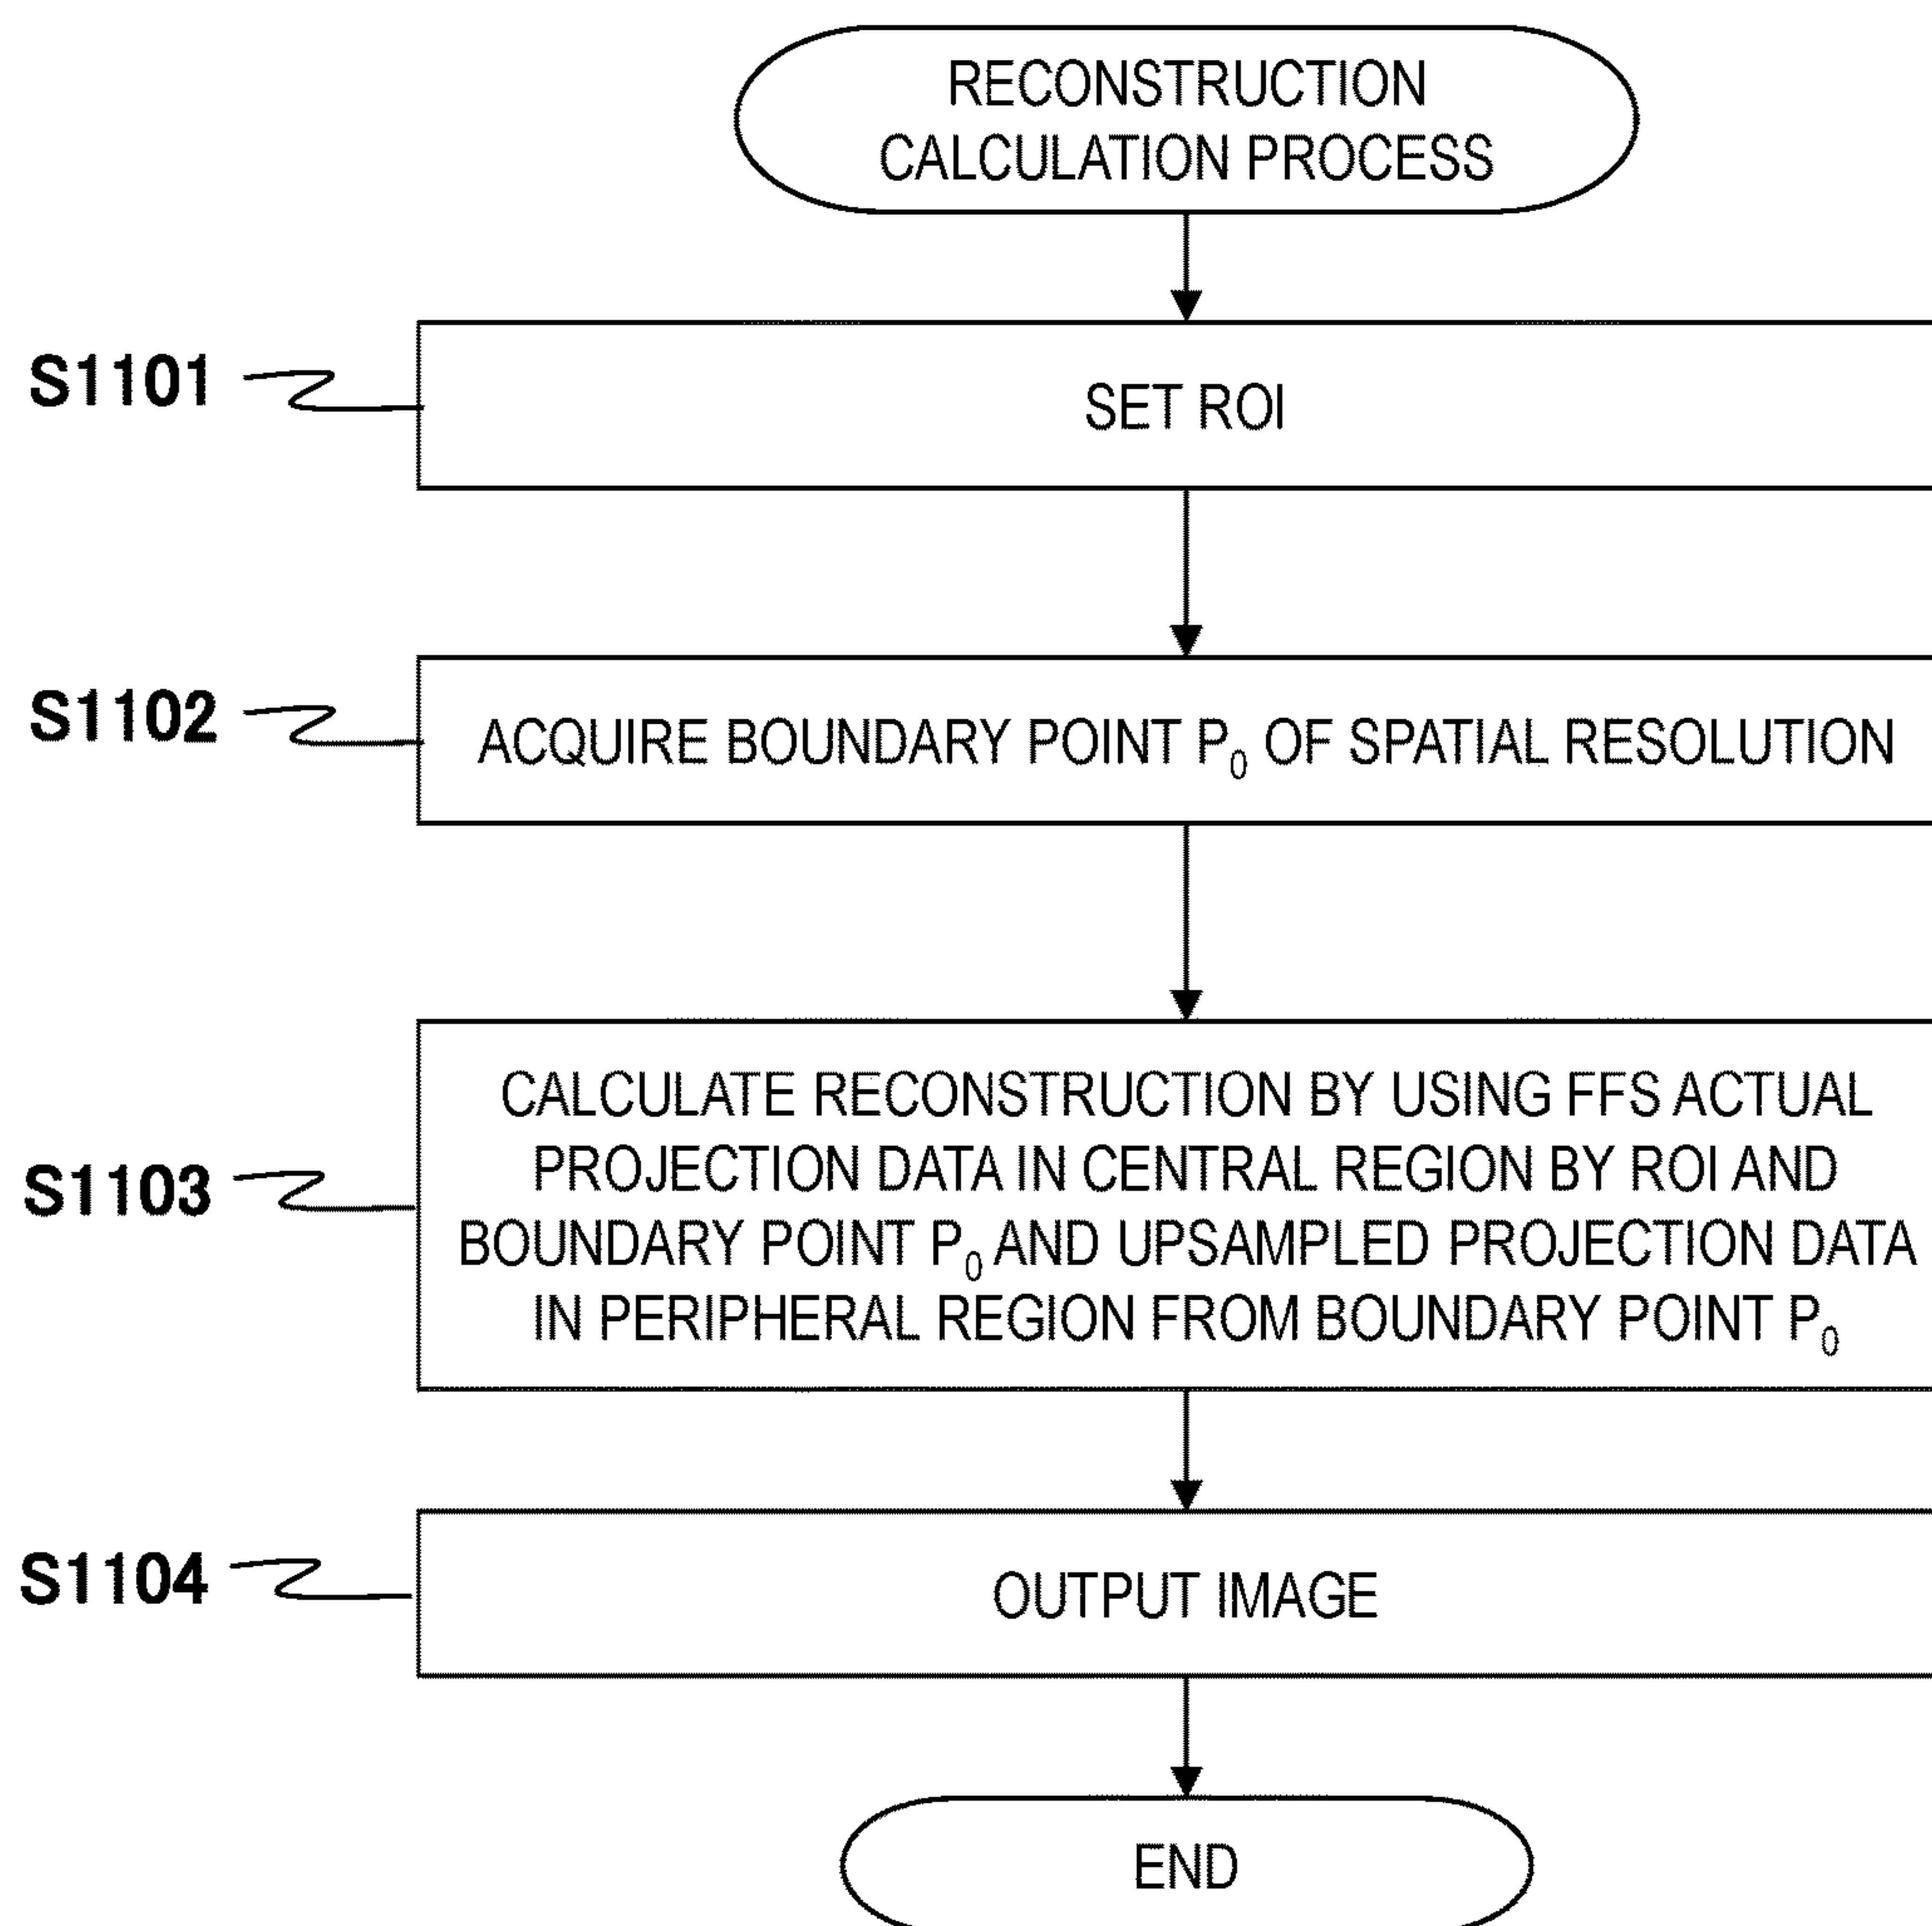 RECONSTRUCTION
CALCULATION PROCESS
S1101
SET ROI
S1102
ACQUIRE BOUNDARY POINT P₀ OF SPATIAL RESOLUTION
S1103
CALCULATE RECONSTRUCTION BY USING FFS ACTUAL
PROJECTION DATA IN CENTRAL REGION BY ROI AND
BOUNDARY POINT P₀ AND UPSAMPLED PROJECTION DATA
IN PERIPHERAL REGION FROM BOUNDARY POINT P₀
S1104
OUTPUT IMAGE
END